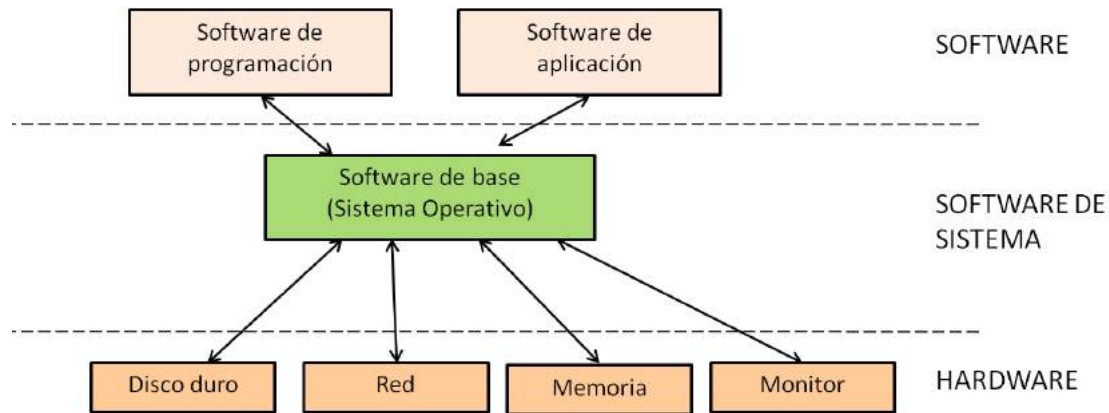 Software de
programación
Software de
aplicación
SOFTWARE
Software de base
(Sistema Operativo)
SOFTWARE DE
SISTEMA
Disco duro
Red
Memoria
Monitor
HARDWARE